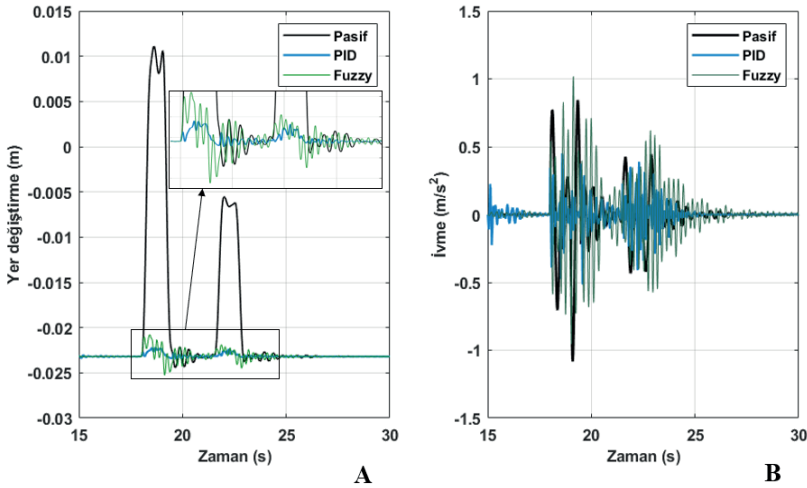 0.015
0.01
0.005
0
-0.005
-0.01
-0.015
-0.02
-0.025
-0.03
Yer değiştirme (m)
15
20
25
30
Zaman (s)
Pasif
PID
Fuzzy
A
1.5
1
0.5
0
-0.5
-1
-1.5
İvme (m/s²)
15
20
25
30
Zaman (s)
Pasif
PID
Fuzzy
B